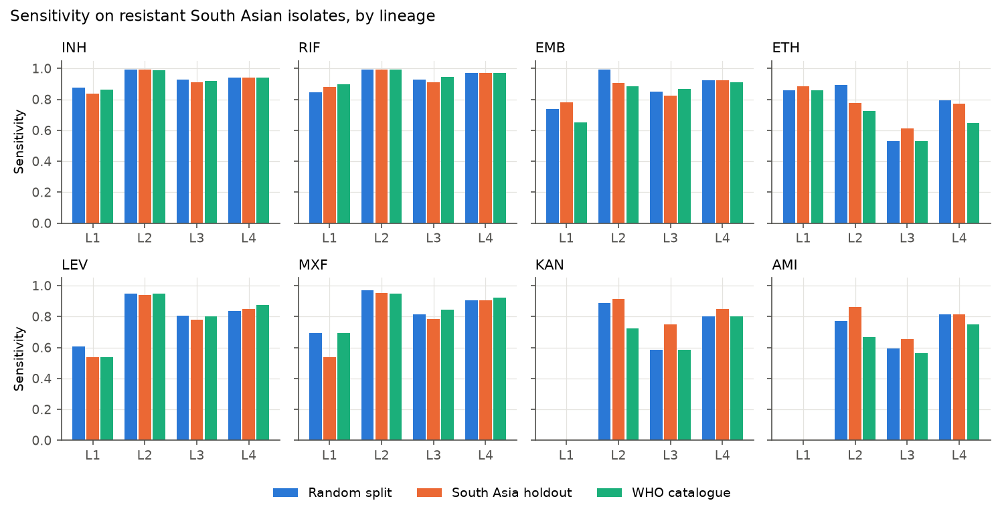 Sensitivity on resistant South Asian isolates, by lineage
INH RIF EMB ETH
Sensitivity
1.0
0.8
0.6
0.4
0.2
0.0
L1 L2 L3 L4 L1 L2 L3 L4 L1 L2 L3 L4 L1 L2 L3 L4
LEV MXF KAN AMI
Sensitivity
1.0
0.8
0.6
0.4
0.2
0.0
L1 L2 L3 L4 L1 L2 L3 L4 L1 L2 L3 L4 L1 L2 L3 L4
Random split South Asia holdout WHO catalogue